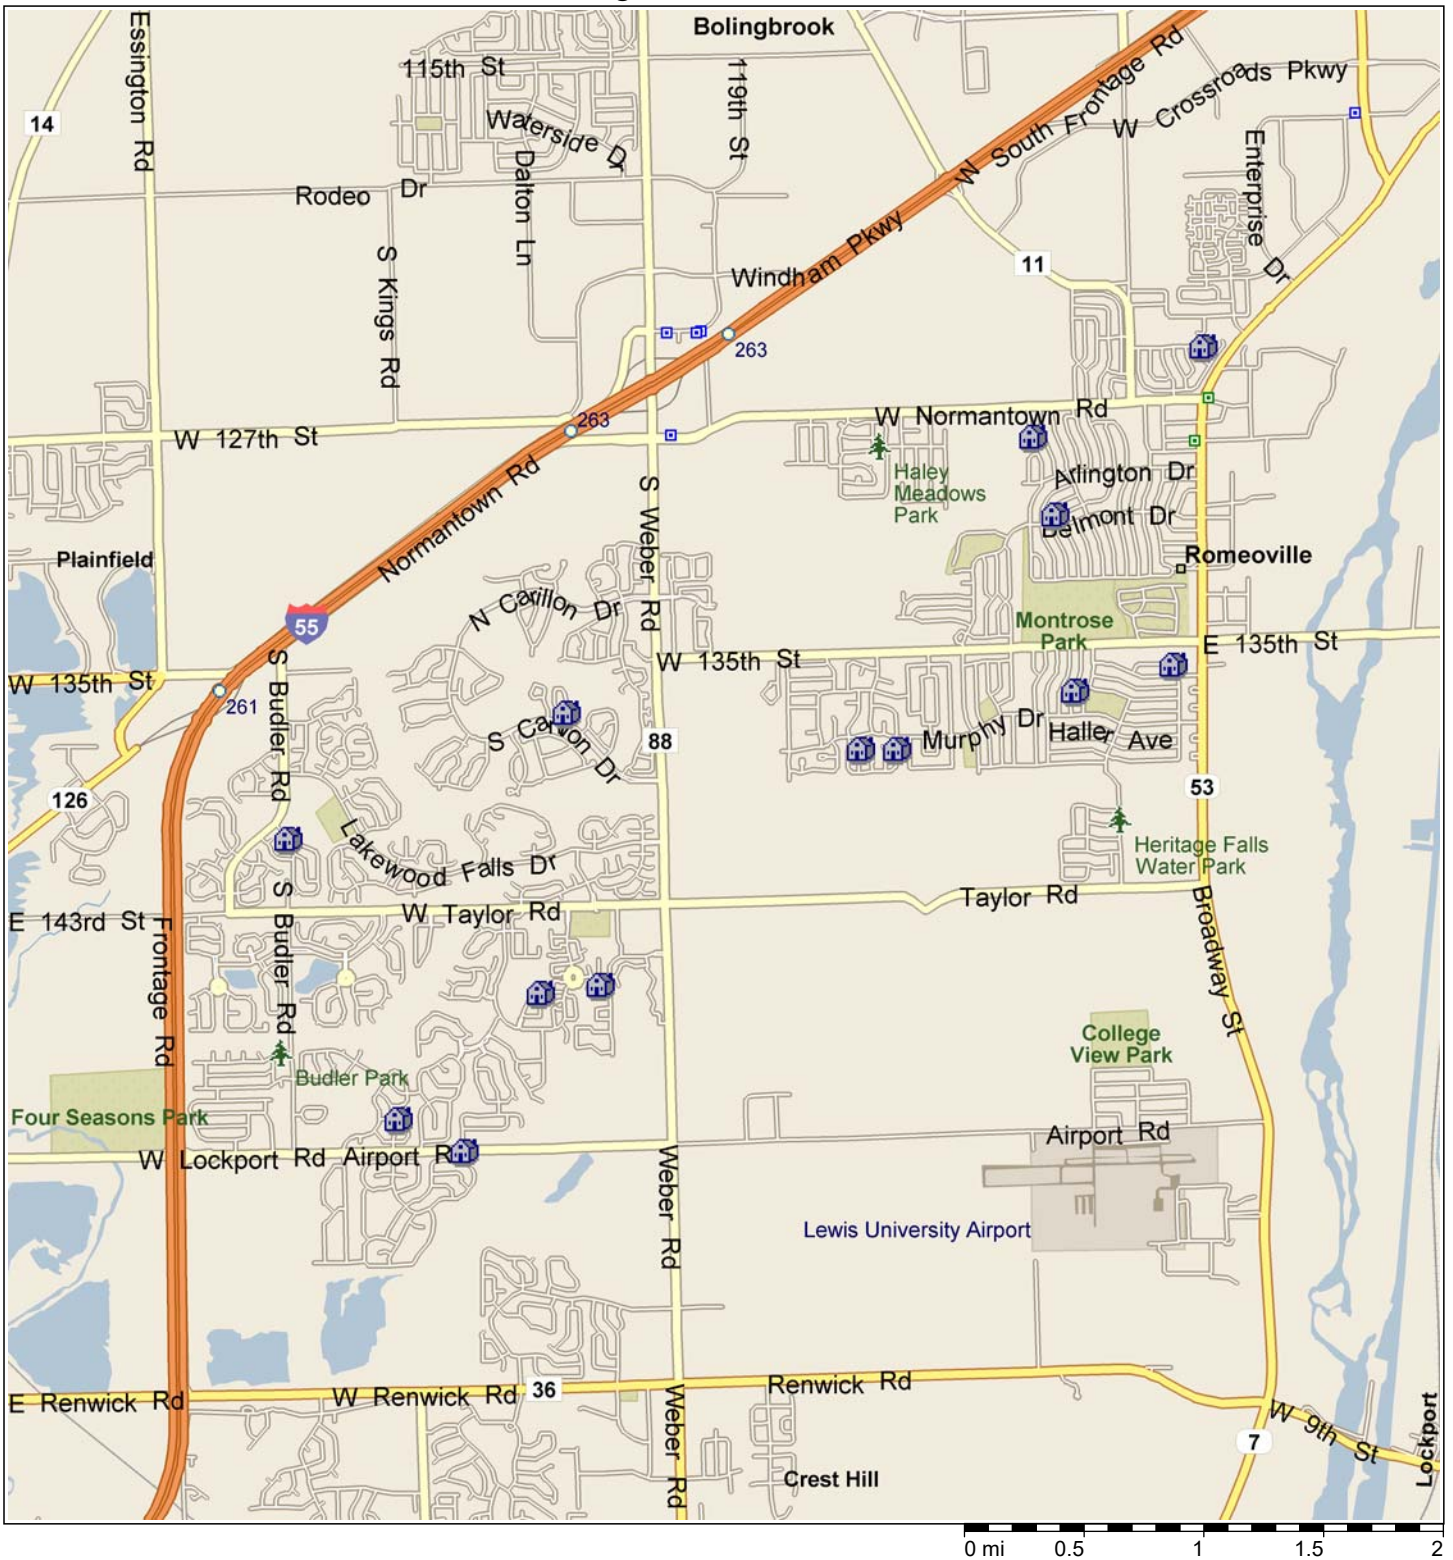 Bolingbrook
Essington Rd
115th St
119th St
W South Frontage Rd
W Crossroads Pkwy
14
Waterside Dr
Dalton Ln
Enterprise Dr
Rodeo Dr
S Kings Rd
Windham Pkwy
11
263
263
W Normantown Rd
W 127th St
Haley
Meadows
Park
Arlington Dr
Normantown Rd
S Weber Rd
Belmont Dr
Plainfield
Romeoville
N Carillon Dr
55
Montrose
Park
E 135th St
W 135th St
W 135th St
S Budler Rd
261
S Carillon Dr
88
Murphy Dr
Haller Ave
126
53
Lakewood Falls Dr
Heritage Falls
Water Park
W Taylor Rd
Taylor Rd
E 143rd St
Frontage Rd
S Budler Rd
Broadway St
College
View Park
Budler Park
Four Seasons Park
Airport Rd
W Lockport Rd
Airport R
Weber Rd
Lewis University Airport
E Renwick Rd
W Renwick Rd
36
Renwick Rd
Weber Rd
W 9th St
7
Lockport
Crest Hill
0 mi 0.5 1 1.5 2